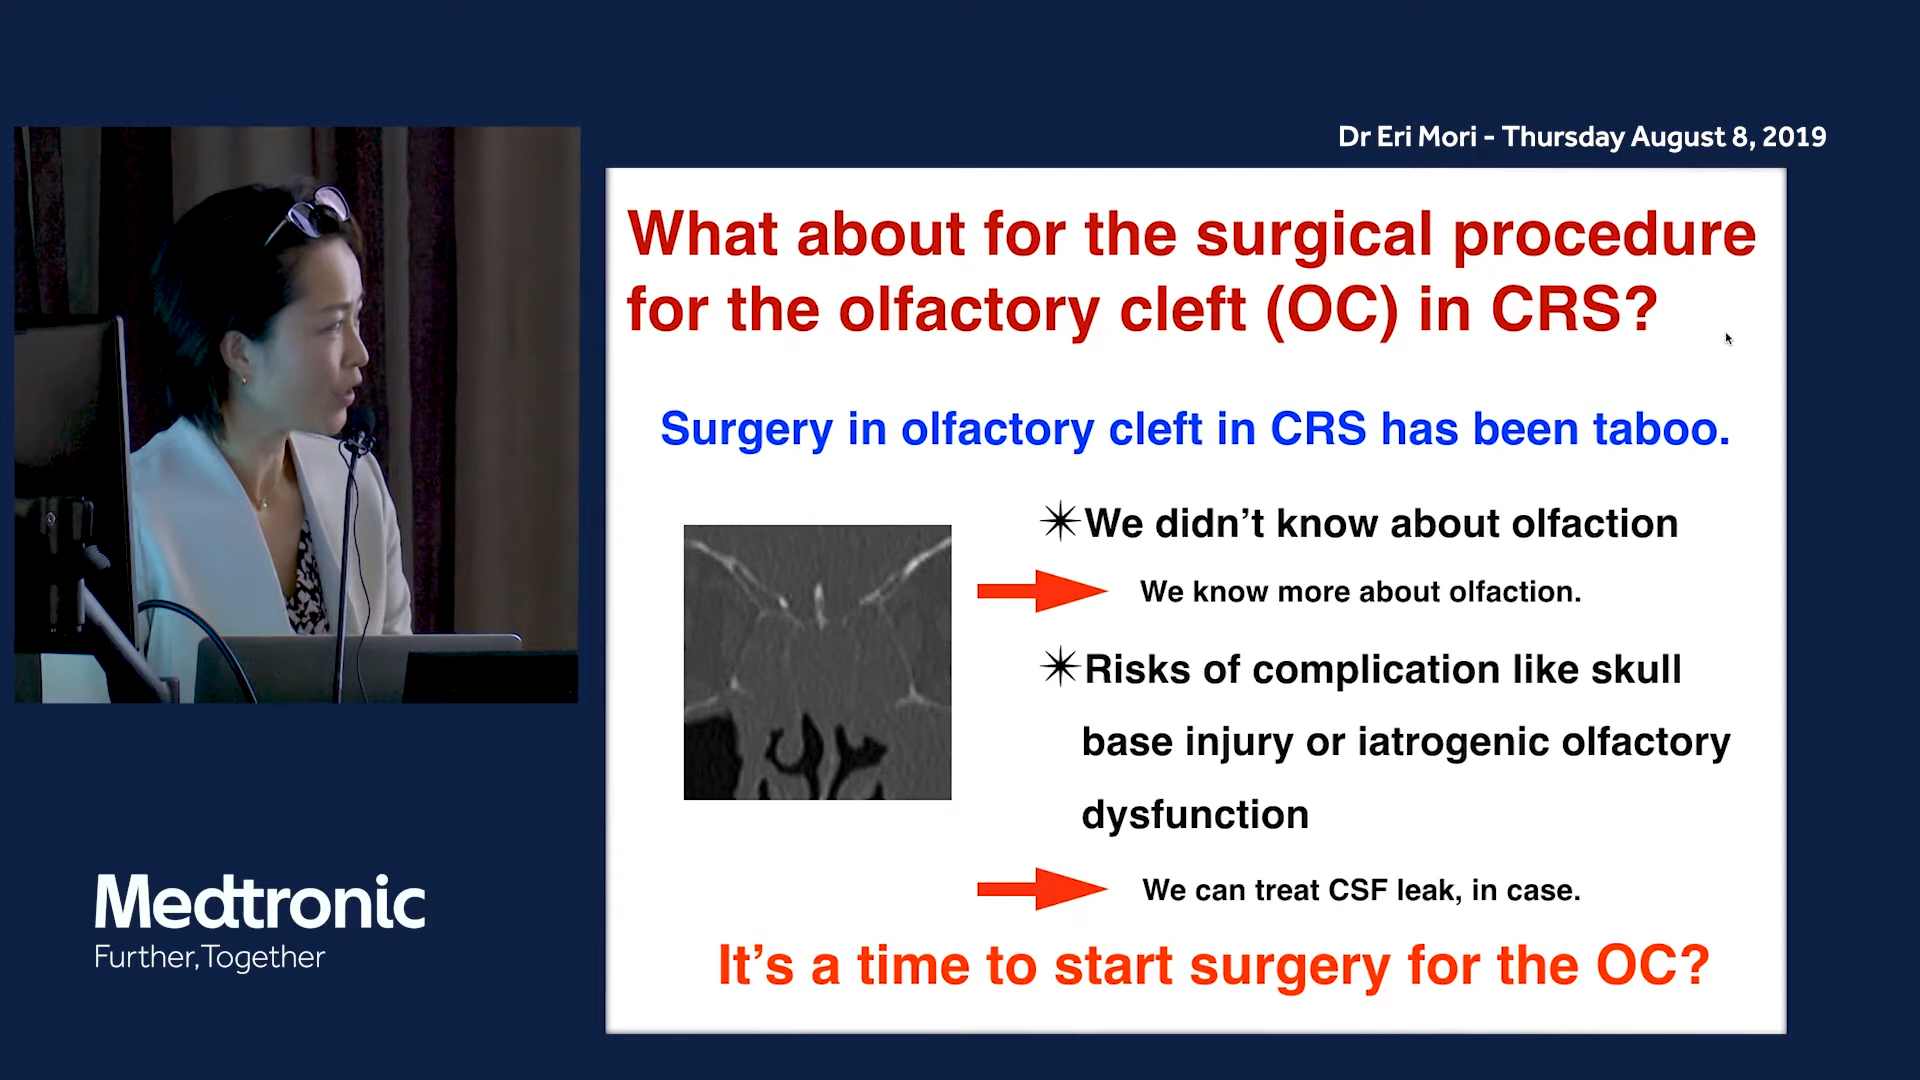 Dr Eri Mori - Thursday August 8, 2019
What about for the surgical procedure
for the olfactory cleft (OC) in CRS?
Surgery in olfactory cleft in CRS has been taboo.
We didn’t know about olfaction
We know more about olfaction.
Risks of complication like skull
base injury or iatrogenic olfactory
dysfunction
We can treat CSF leak, in case.
It’s a time to start surgery for the OC?
Medtronic
Further,Together